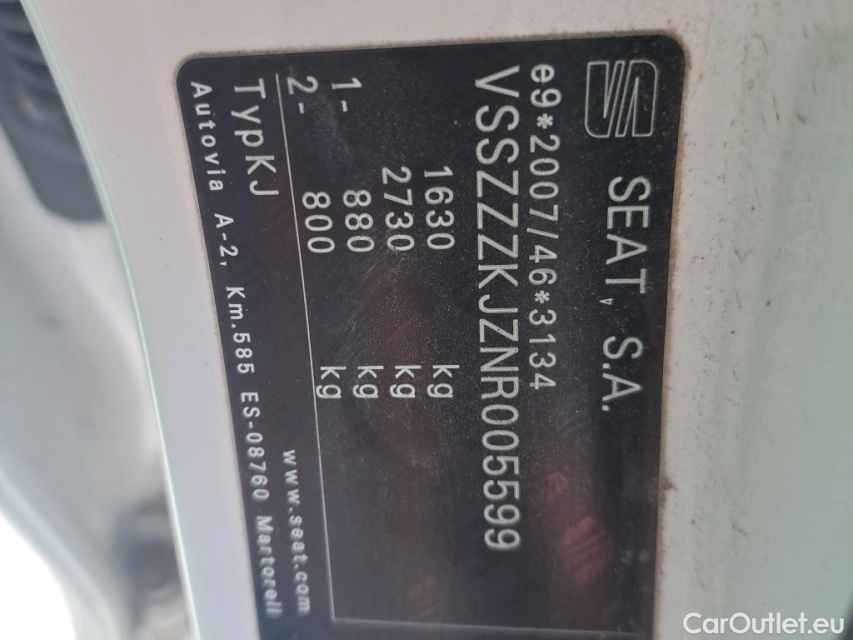 SEAT, S.A.
e9*2007/46*3134
VSSZZZKJZNR005599
1630 kg
2730 kg
1- 880 kg
2- 800 kg
TypKJ www.seat.com
Autovia A-2, Km.585 ES-08760 Martorell
CarOutlet.eu